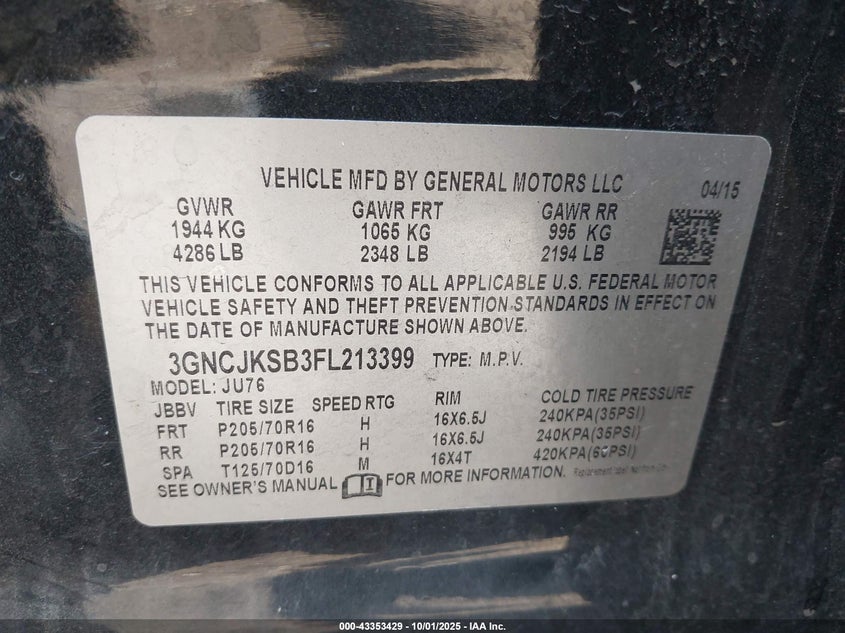 VEHICLE MFD BY GENERAL MOTORS LLC 04/15
GVWR GAWR FRT GAWR RR
1944 KG 1065 KG 995 KG
4286 LB 2348 LB 2194 LB
THIS VEHICLE CONFORMS TO ALL APPLICABLE U.S. FEDERAL MOTOR
VEHICLE SAFETY AND THEFT PREVENTION STANDARDS IN EFFECT ON
THE DATE OF MANUFACTURE SHOWN ABOVE.
3GNCJKSB3FL213399 TYPE: M.P.V.
MODEL: JU76
JBBV TIRE SIZE SPEED RTG RIM COLD TIRE PRESSURE
FRT P205/70R16 H 16X6.5J 240KPA(35PSI)
RR P205/70R16 H 16X6.5J 240KPA(35PSI)
SPA T125/70D16 M 16X4T 420KPA(60PSI)
SEE OWNER'S MANUAL FOR MORE INFORMATION. Replacement label
000-43353429 - 10/01/2025 - IAA Inc.